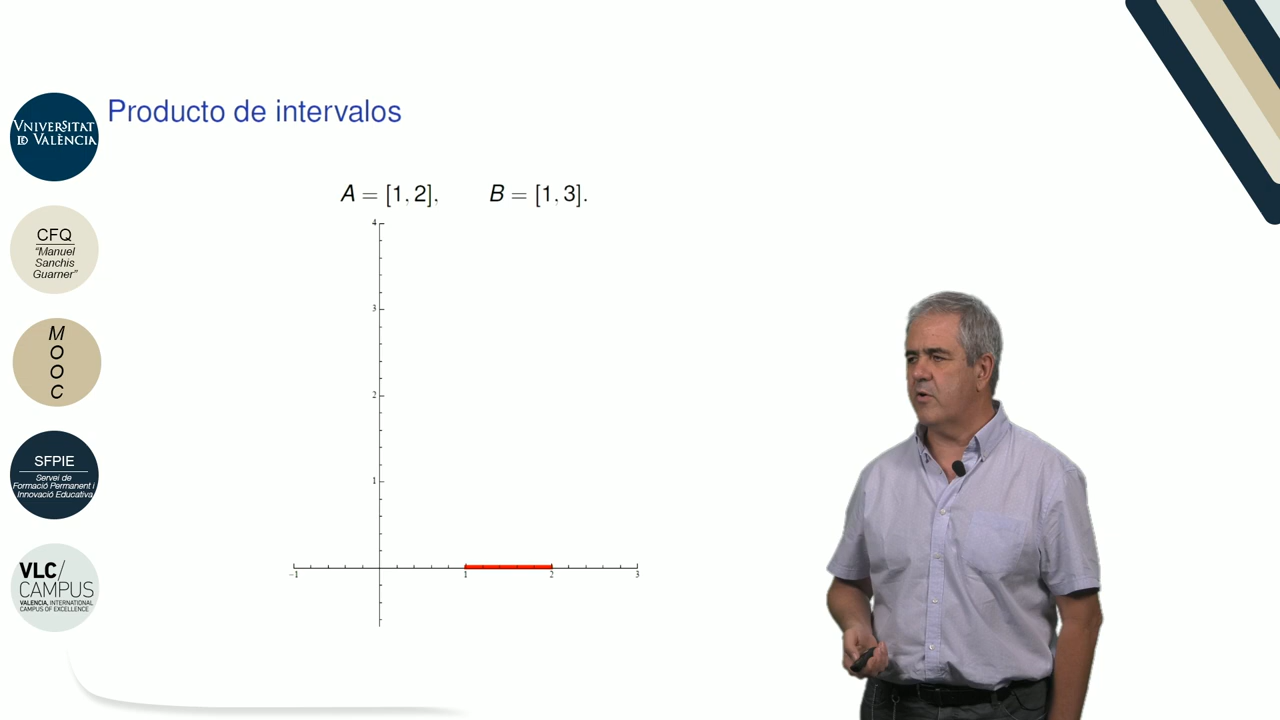 Producto de intervalos
A = [1, 2],  B = [1, 3].
VNIVERSITAT
ID VALÈNCIA
CFQ
“Manuel
Sanchis
Guarner”
M
O
O
C
SFPIE
Servei de
Formació Permanent i
Innovació Educativa
VLC/
CAMPUS
VALENCIA, INTERNATIONAL
CAMPUS OF EXCELLENCE
4
3
2
1
−1 1 2 3